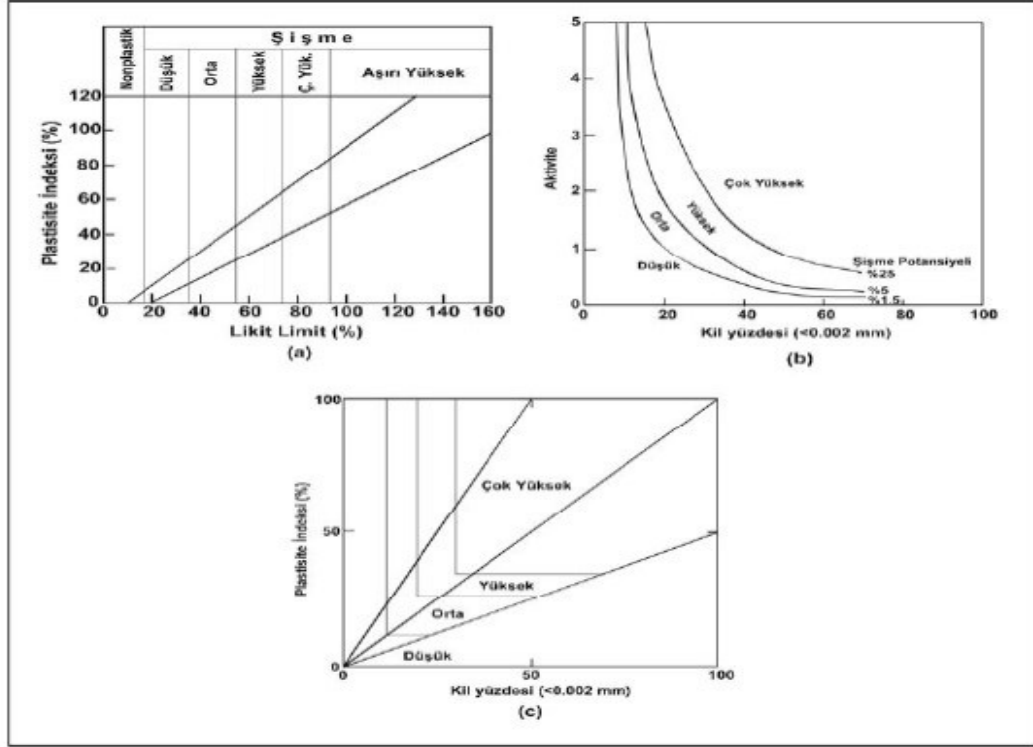 Şişme
Nonplastik
Düşük
Orta
Yüksek
Ç. Yük.
Aşırı Yüksek
Plastisite İndeksi (%)
120
100
80
60
40
20
0
0 20 40 60 80 100 120 140 160
Likit Limit (%)
(a)
Aktivite
5
4
3
2
1
0
Çok Yüksek
Yüksek
Orta
Düşük
Şişme Potansiyeli
%25
%5
%1.5
0 20 40 60 80 100
Kil yüzdesi (<0.002 mm)
(b)
Plastisite İndeksi (%)
100
50
0
Çok Yüksek
Yüksek
Orta
Düşük
0 50 100
Kil yüzdesi (<0.002 mm)
(c)